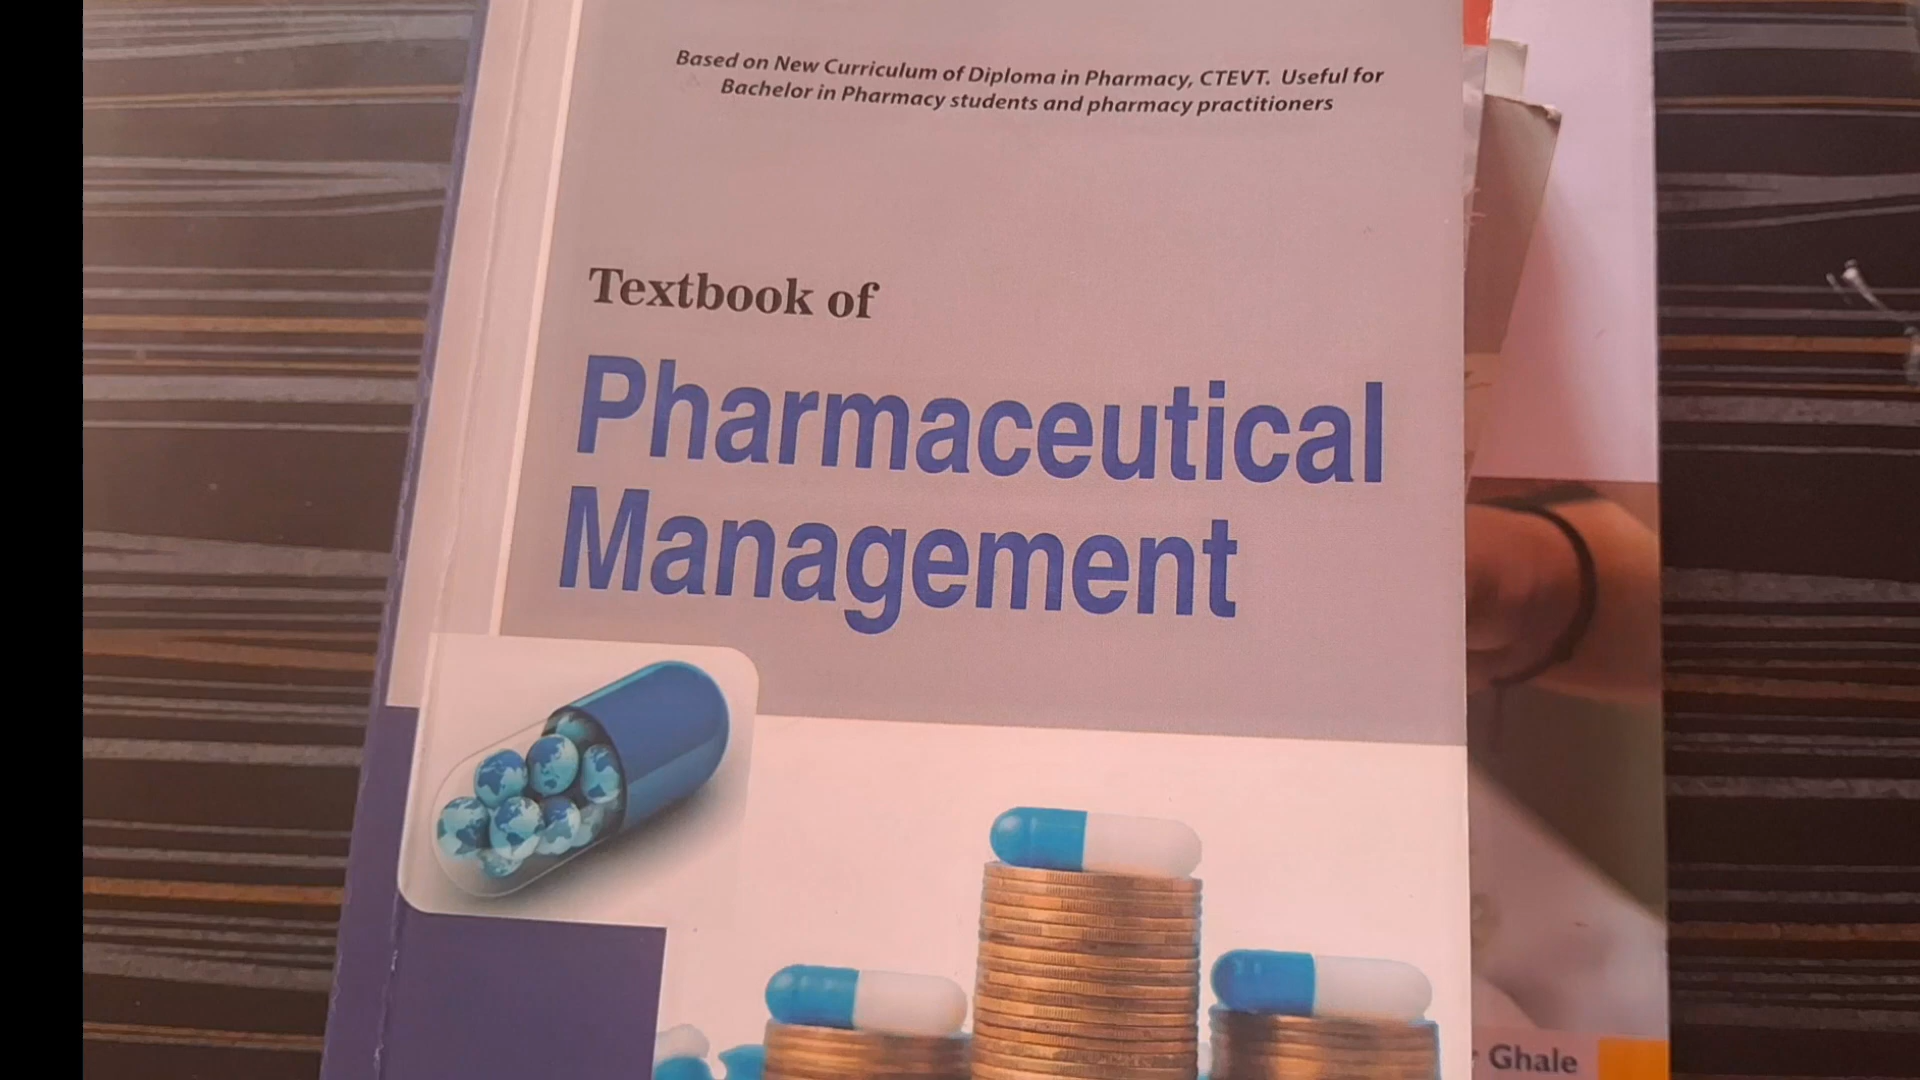 Based on New Curriculum of Diploma in Pharmacy, CTEVT. Useful for
Bachelor in Pharmacy students and pharmacy practitioners
Textbook of
Pharmaceutical
Management
Ghale